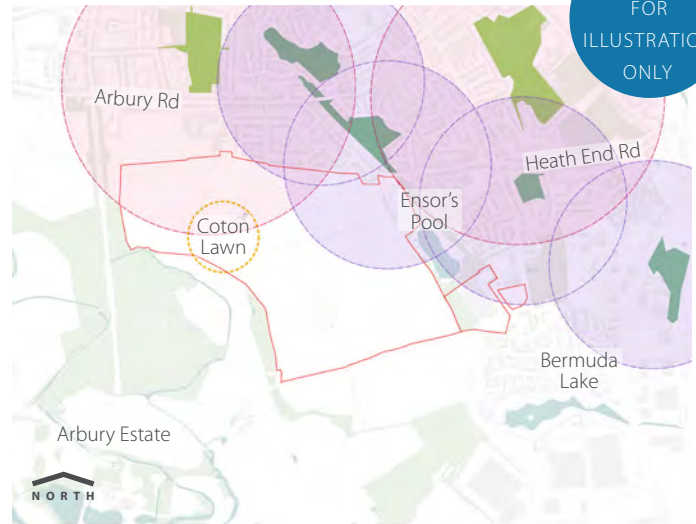 FOR
ILLUSTRATIO
ONLY
Arbury Rd
Heath End Rd
Ensor's
Pool
Coton
Lawn
Bermuda
Lake
Arbury Estate
NORTH